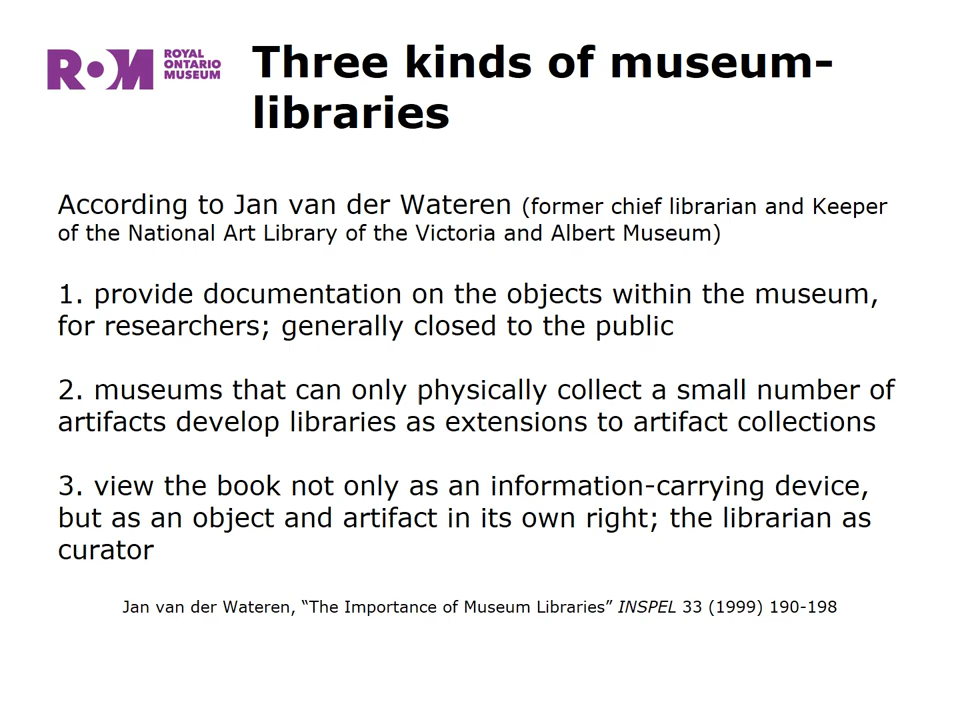 ROM ROYAL
ONTARIO
MUSEUM
Three kinds of museum-
libraries
According to Jan van der Wateren (former chief librarian and Keeper
of the National Art Library of the Victoria and Albert Museum)
1. provide documentation on the objects within the museum,
for researchers; generally closed to the public
2. museums that can only physically collect a small number of
artifacts develop libraries as extensions to artifact collections
3. view the book not only as an information-carrying device,
but as an object and artifact in its own right; the librarian as
curator
Jan van der Wateren, “The Importance of Museum Libraries” INSPEL 33 (1999) 190-198